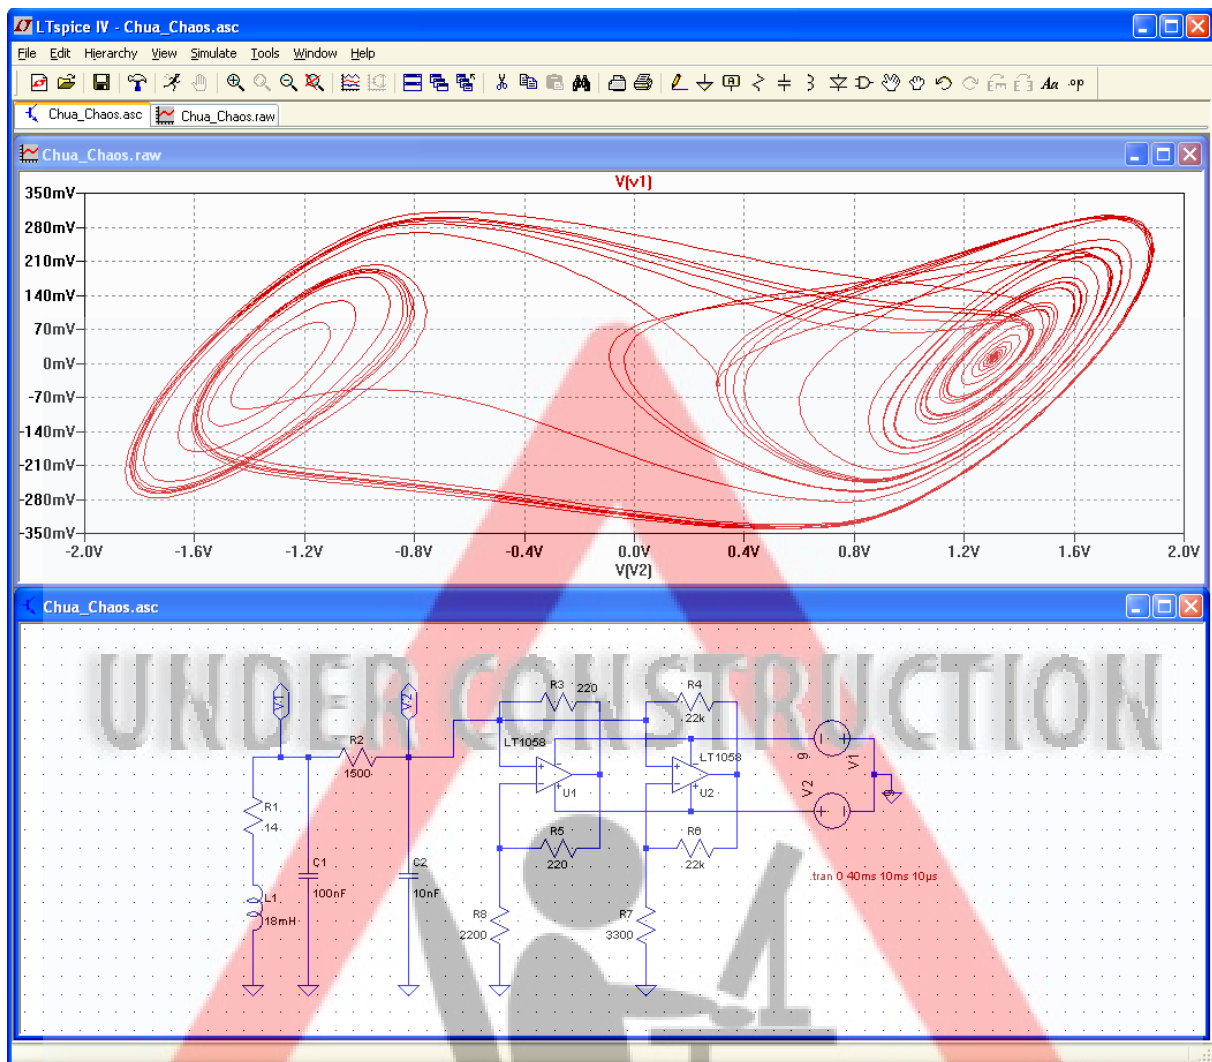 LTspice IV - Chua_Chaos.asc
File Edit Hierarchy View Simulate Tools Window Help
Aa .op
Chua_Chaos.asc Chua_Chaos.raw
Chua_Chaos.raw
V(v1)
350mV
280mV
210mV
140mV
70mV
0mV
-70mV
-140mV
-210mV
-280mV
-350mV
-2.0V -1.6V -1.2V -0.8V -0.4V 0.0V 0.4V 0.8V 1.2V 1.6V 2.0V
V(V2)
Chua_Chaos.asc
UNDER CONSTRUCTION
V1 V2 R3 220 R4
22k
R2 LT1058 LT1058 9 V1
1500
U1 U2 V2 9
R1
14
R5 R6
220 22k
C1 C2 .tran 0 40ms 10ms 10µs
100nF 10nF
L1
18mH
R8 R7
2200 3300